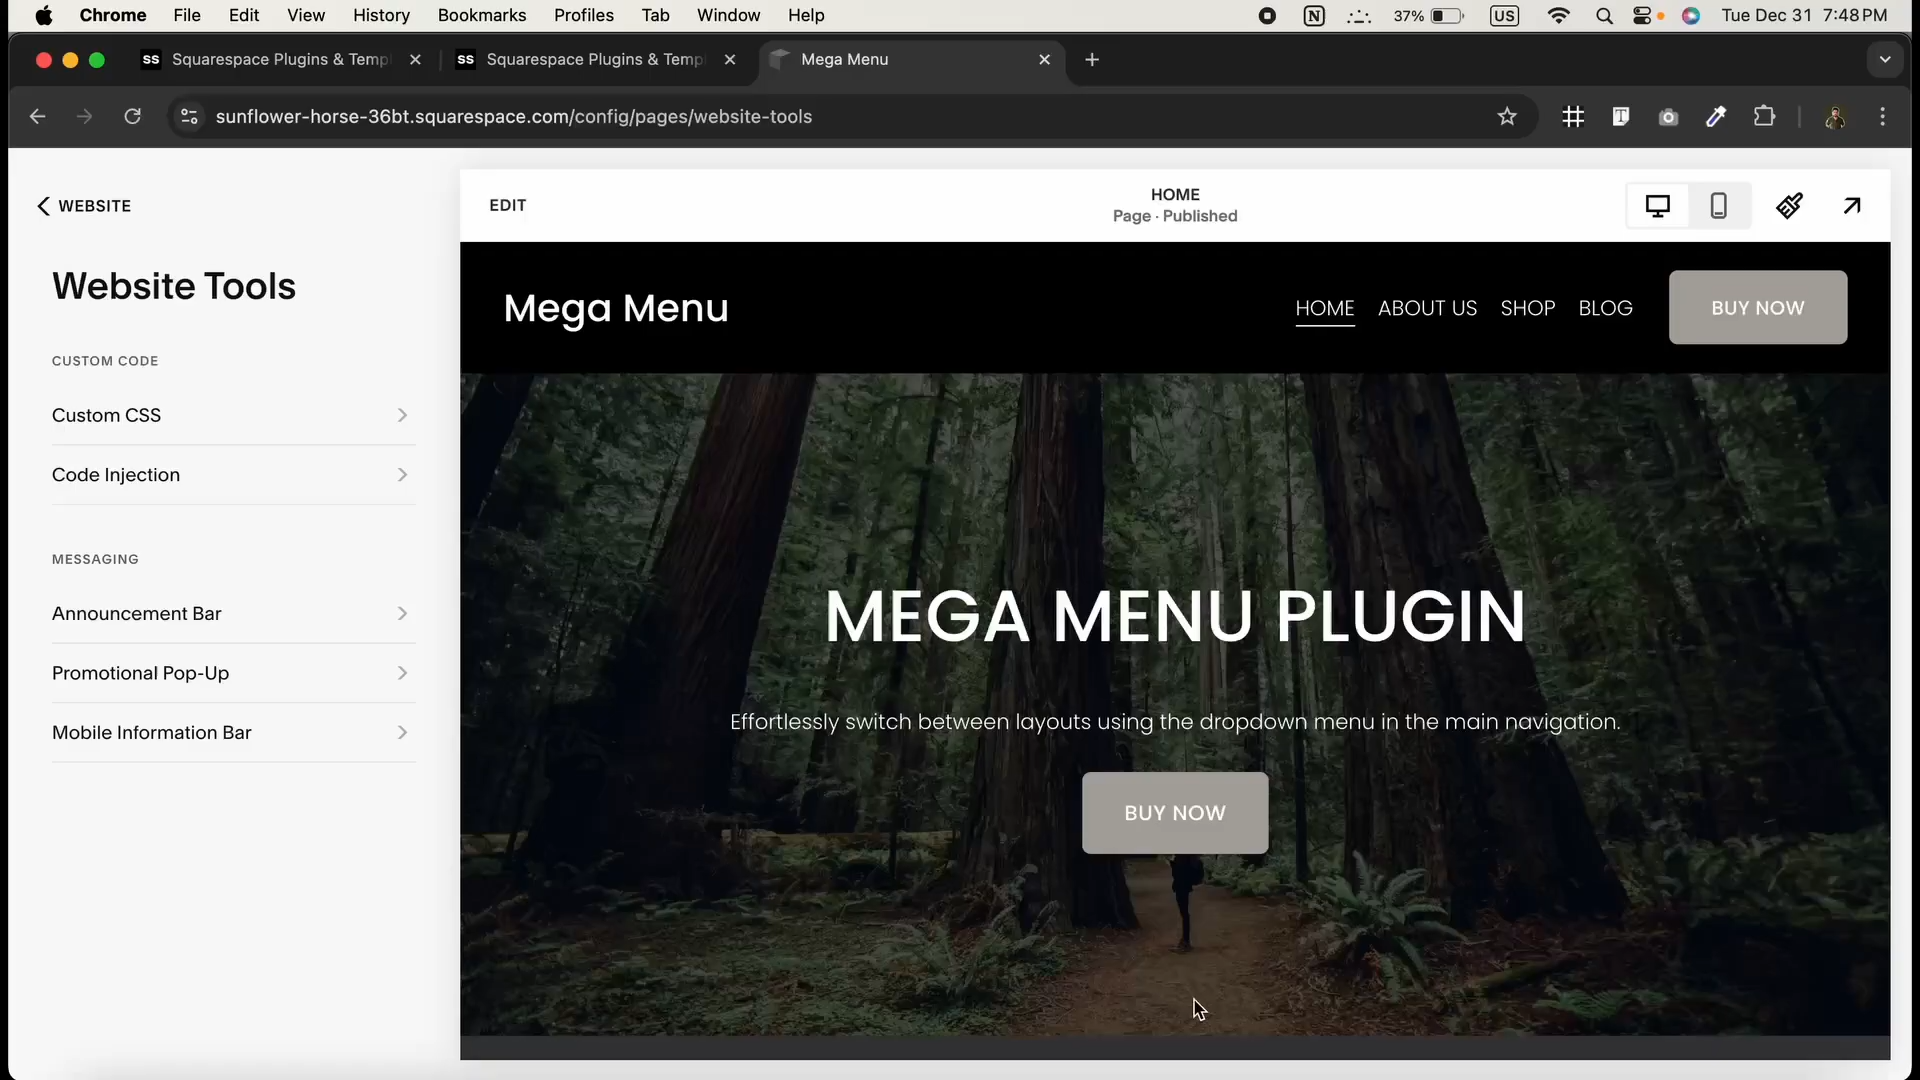 Chrome File Edit View History Bookmarks Profiles Tab Window Help
N 37% US Tue Dec 31 7:48 PM
ss Squarespace Plugins & Temp
ss Squarespace Plugins & Temp
Mega Menu
sunflower-horse-36bt.squarespace.com/config/pages/website-tools
WEBSITE
Website Tools
CUSTOM CODE
Custom CSS
Code Injection
MESSAGING
Announcement Bar
Promotional Pop-Up
Mobile Information Bar
EDIT
HOME
Page · Published
Mega Menu
HOME ABOUT US SHOP BLOG BUY NOW
MEGA MENU PLUGIN
Effortlessly switch between layouts using the dropdown menu in the main navigation.
BUY NOW